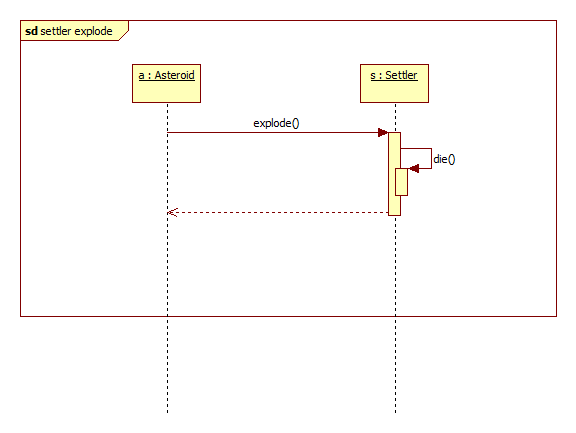 sd settler explode
a : Asteroid
s : Settler
explode()
die()